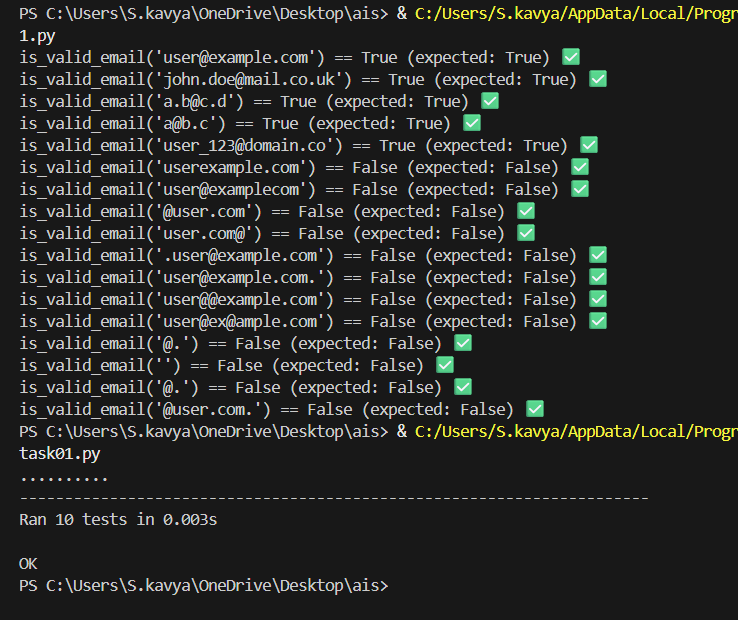 PS C:\Users\S.kavya\OneDrive\Desktop\ais> & C:/Users/S.kavya/AppData/Local/Progr
1.py
is_valid_email('user@example.com') == True (expected: True) ✅
is_valid_email('john.doe@mail.co.uk') == True (expected: True) ✅
is_valid_email('a.b@c.d') == True (expected: True) ✅
is_valid_email('a@b.c') == True (expected: True) ✅
is_valid_email('user_123@domain.co') == True (expected: True) ✅
is_valid_email('userexample.com') == False (expected: False) ✅
is_valid_email('user@examplecom') == False (expected: False) ✅
is_valid_email('@user.com') == False (expected: False) ✅
is_valid_email('user.com@') == False (expected: False) ✅
is_valid_email('.user@example.com') == False (expected: False) ✅
is_valid_email('user@example.com.') == False (expected: False) ✅
is_valid_email('user@@example.com') == False (expected: False) ✅
is_valid_email('user@ex@ample.com') == False (expected: False) ✅
is_valid_email('@.') == False (expected: False) ✅
is_valid_email('') == False (expected: False) ✅
is_valid_email('@.') == False (expected: False) ✅
is_valid_email('@user.com.') == False (expected: False) ✅
PS C:\Users\S.kavya\OneDrive\Desktop\ais> & C:/Users/S.kavya/AppData/Local/Progr
task01.py
..........
----------------------------------------------------------------------
Ran 10 tests in 0.003s

OK
PS C:\Users\S.kavya\OneDrive\Desktop\ais>